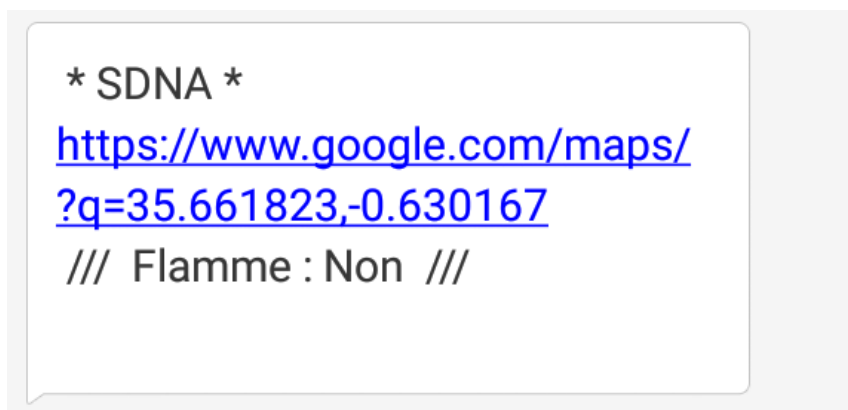 * SDNA *
https://www.google.com/maps/
?q=35.661823,-0.630167
/// Flamme : Non ///